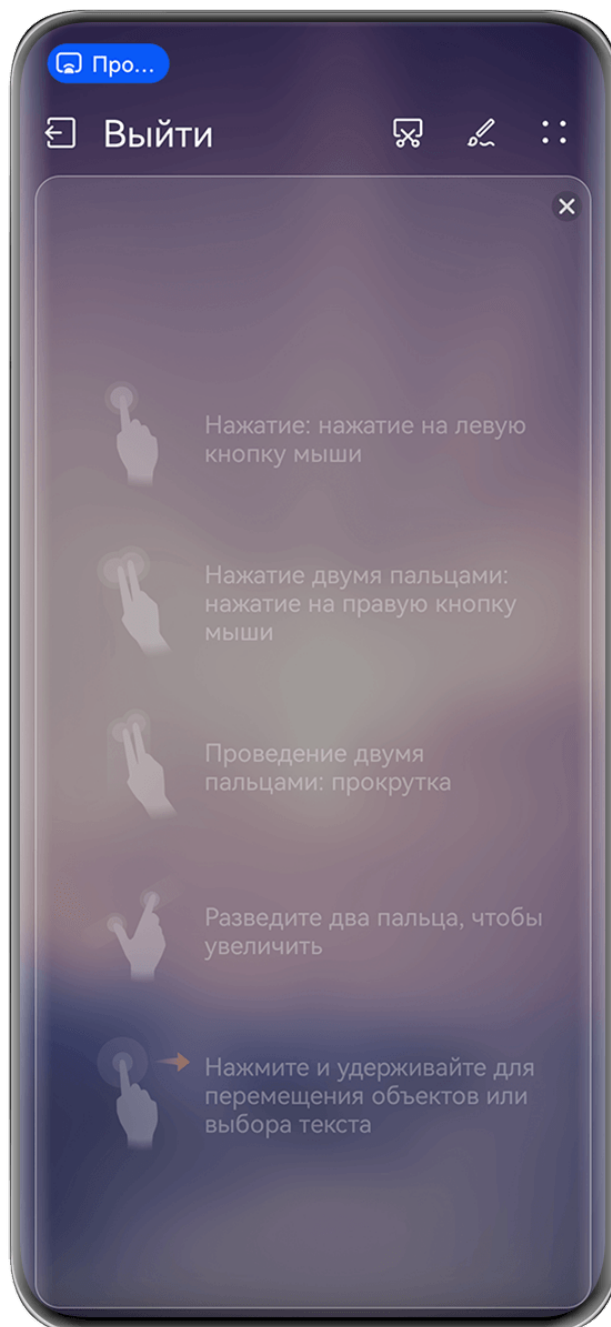 Про...
Выйти
Нажатие: нажатие на левую
кнопку мыши
Нажатие двумя пальцами:
нажатие на правую кнопку
мыши
Проведение двумя
пальцами: прокрутка
Разведите два пальца, чтобы
увеличить
Нажмите и удерживайте для
перемещения объектов или
выбора текста